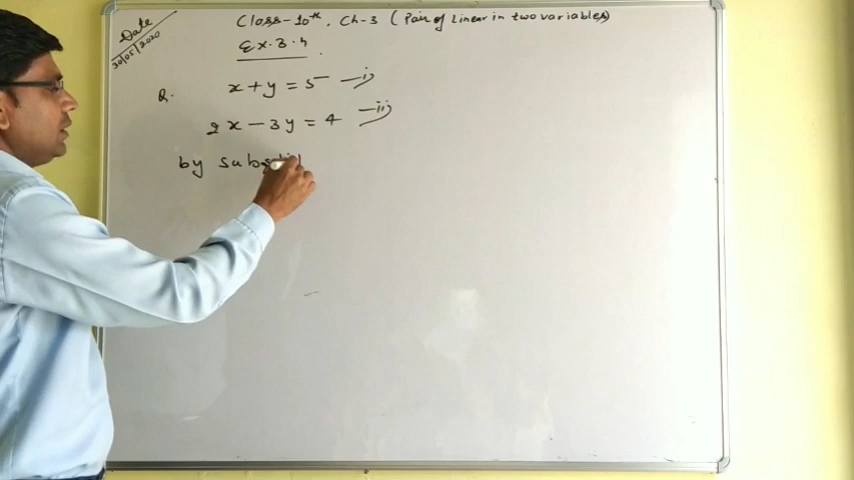 Date
30/05/2020
Class-10th, Ch-3 (Pair of Linear in two variables)
Ex.3.4
Q. x + y = 5 —i)
2x — 3y = 4 —ii)
by substi